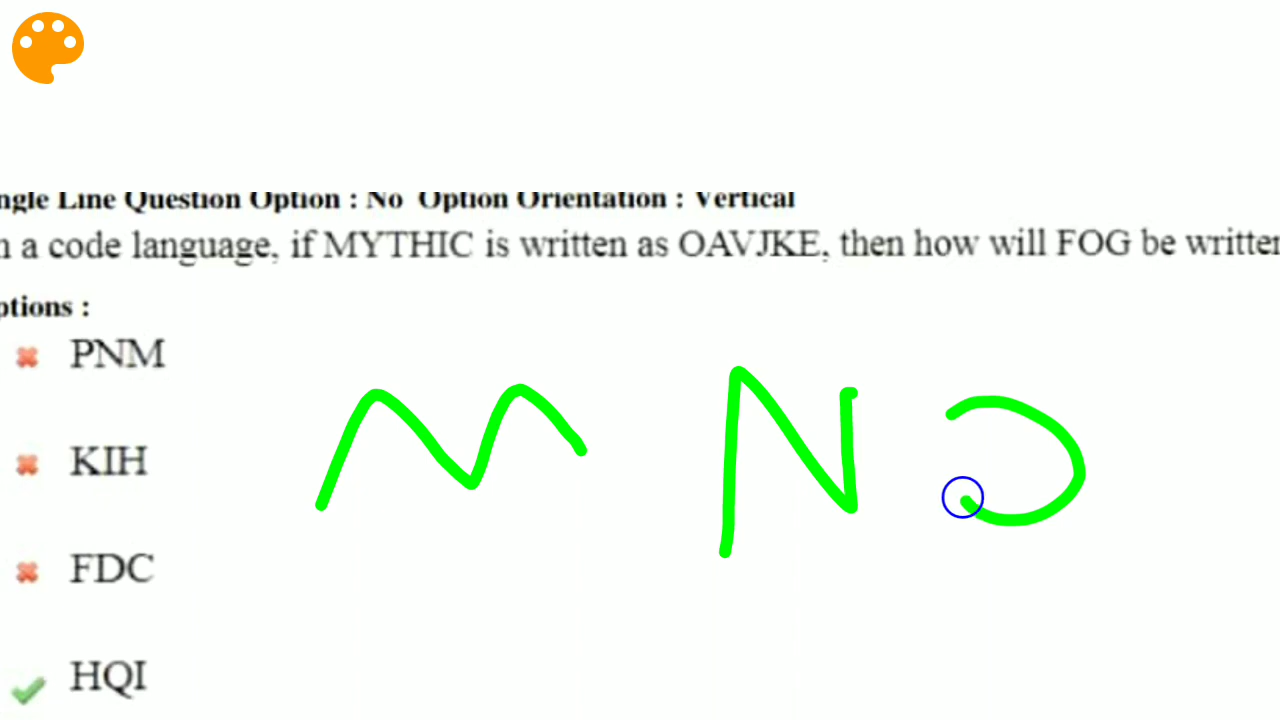 ngle Line Question Option : No Option Orientation : Vertical
n a code language, if MYTHIC is written as OAVJKE, then how will FOG be written
ptions :
PNM
KIH
M N
FDC
HQI